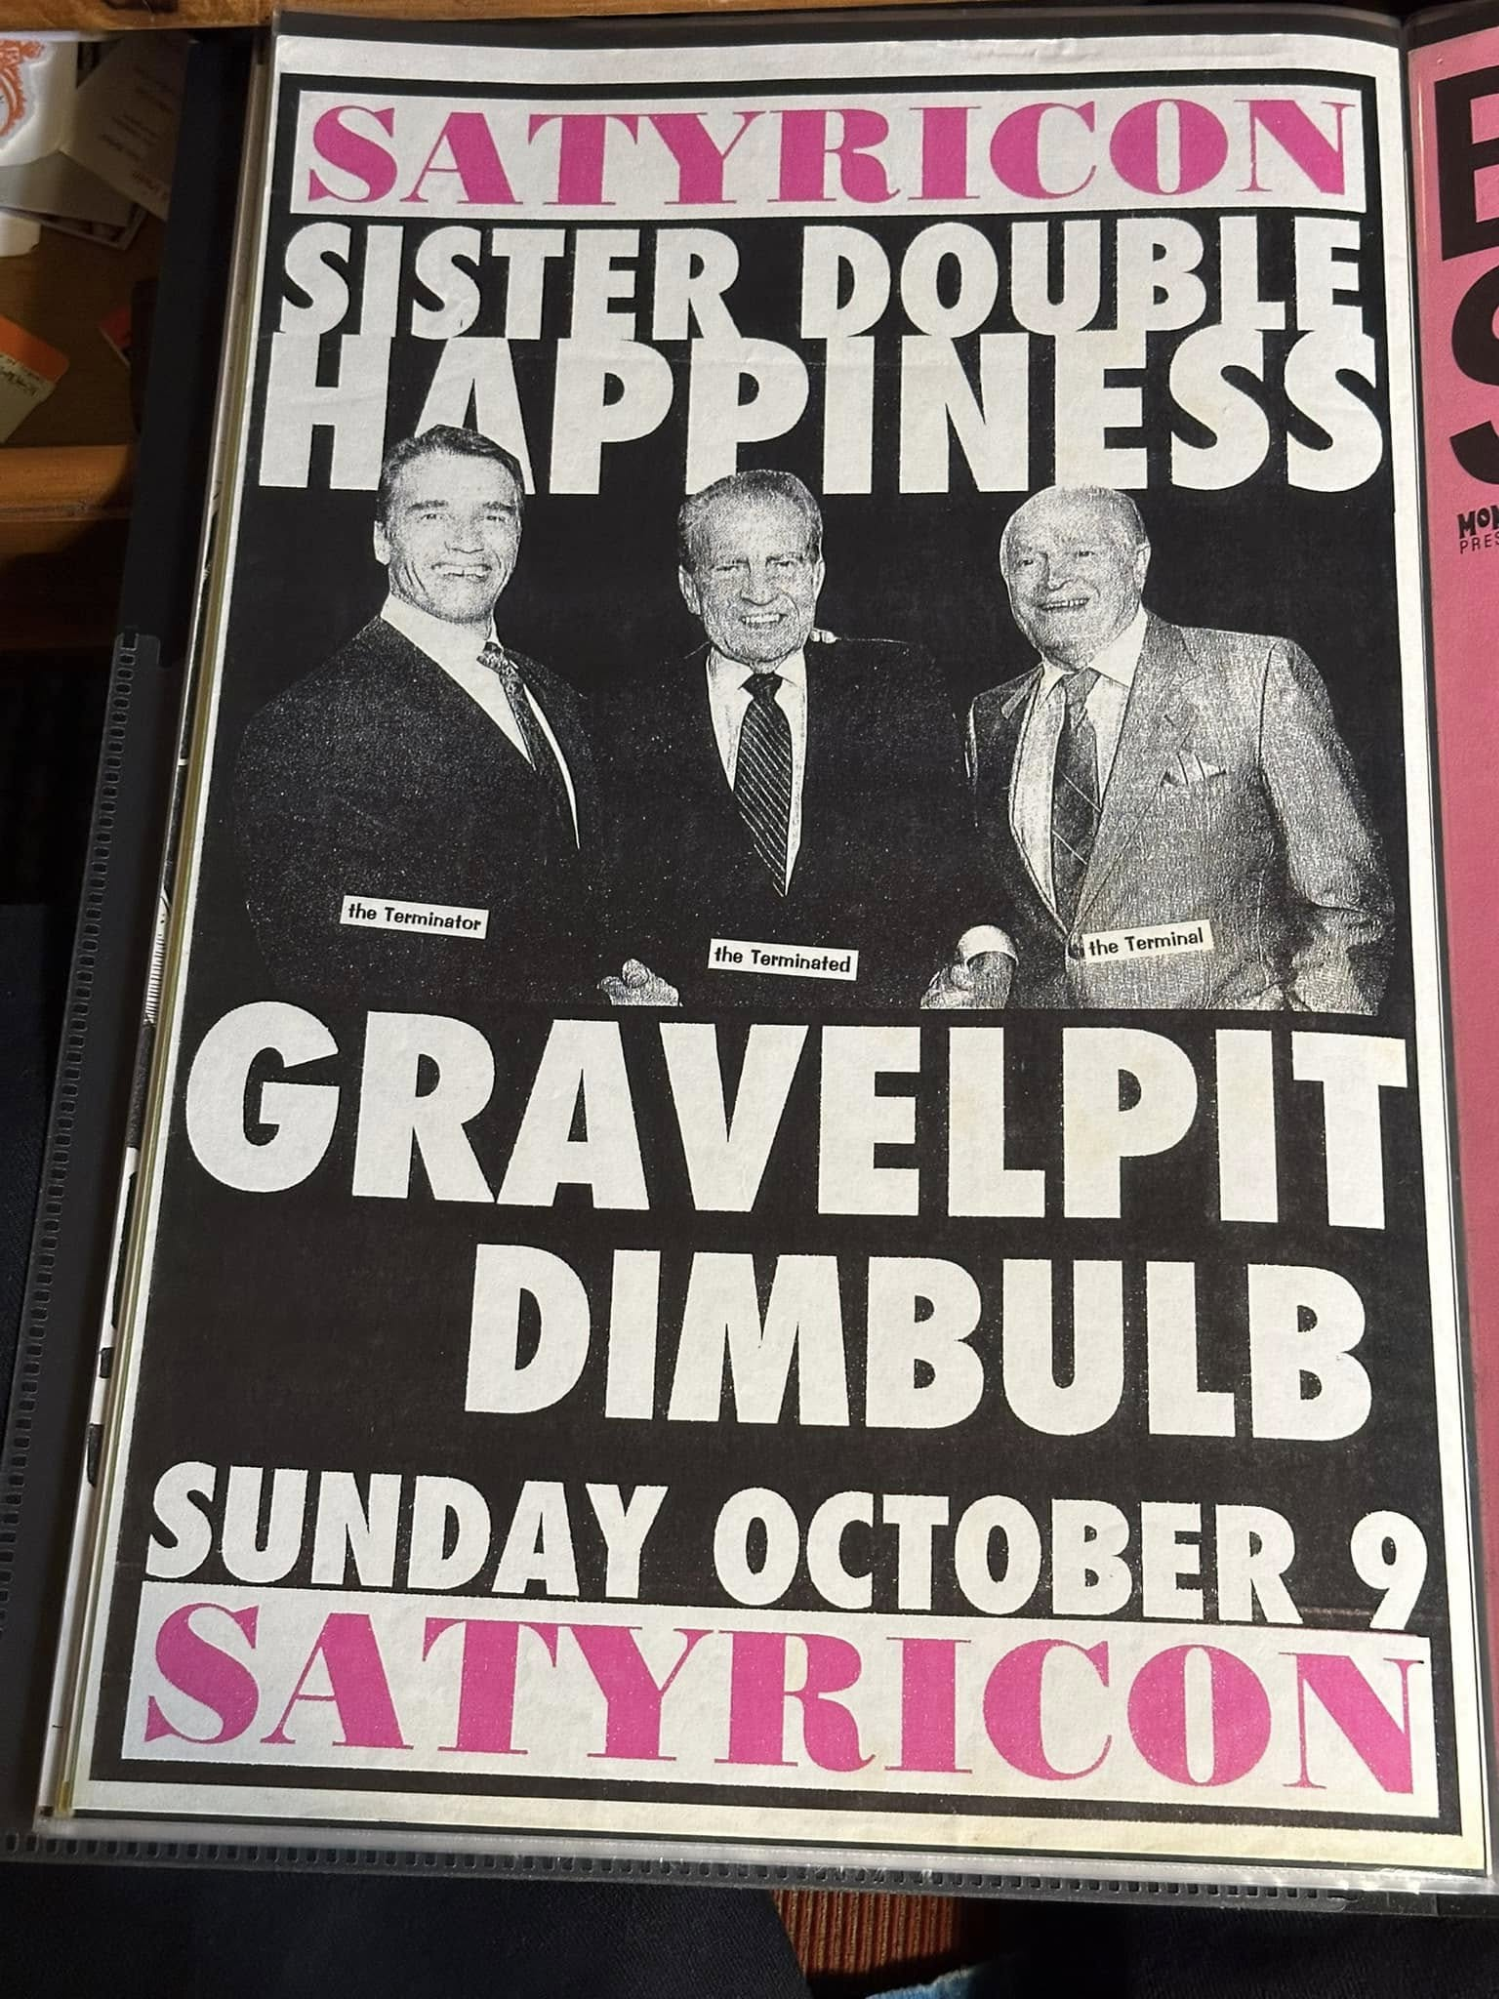 SATYRICON
SISTER DOUBLE
HAPPINESS
the Terminator
the Terminated
the Terminal
GRAVELPIT
DIMBULB
SUNDAY OCTOBER 9
SATYRICON